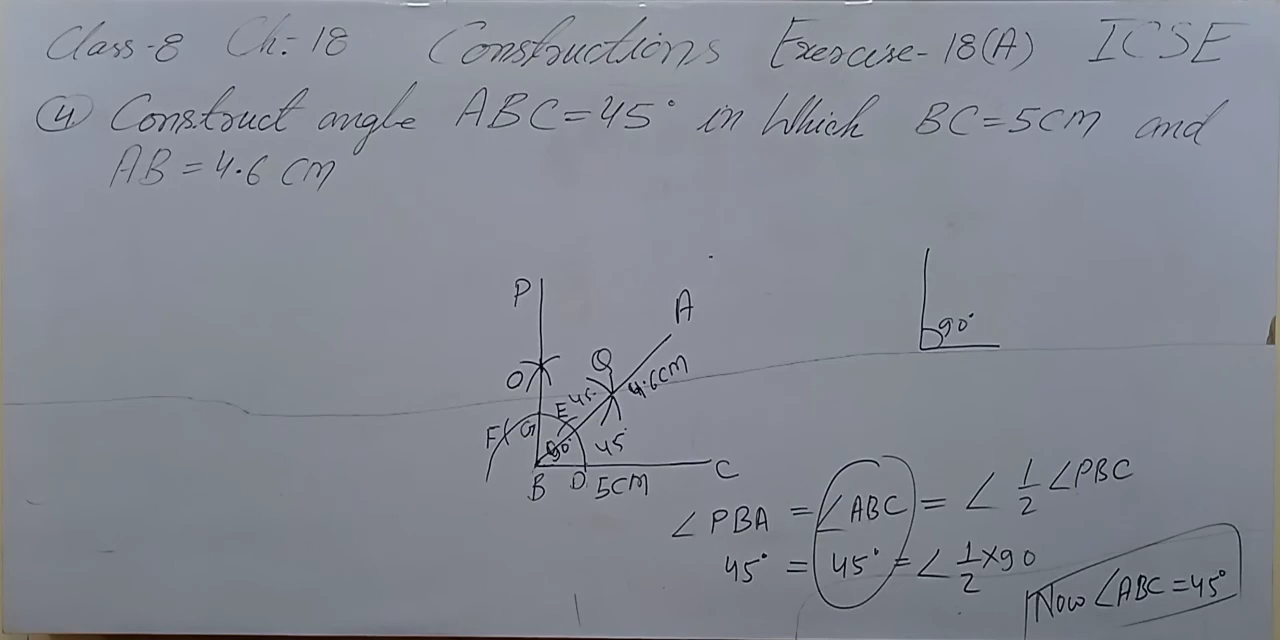 Class-8 Ch:-18 Constructions Exercise-18(A) ICSE
④ Construct angle ABC=45° in Which BC=5CM and
AB=4.6 CM
P
A
90°
Q
O
4.6CM
E 45°
F G
90° 45°
B D 5CM C
∠PBA = ∠ABC = ∠ 1/2 ∠PBC
45° = 45° = ∠ 1/2 × 90
Now ∠ABC = 45°